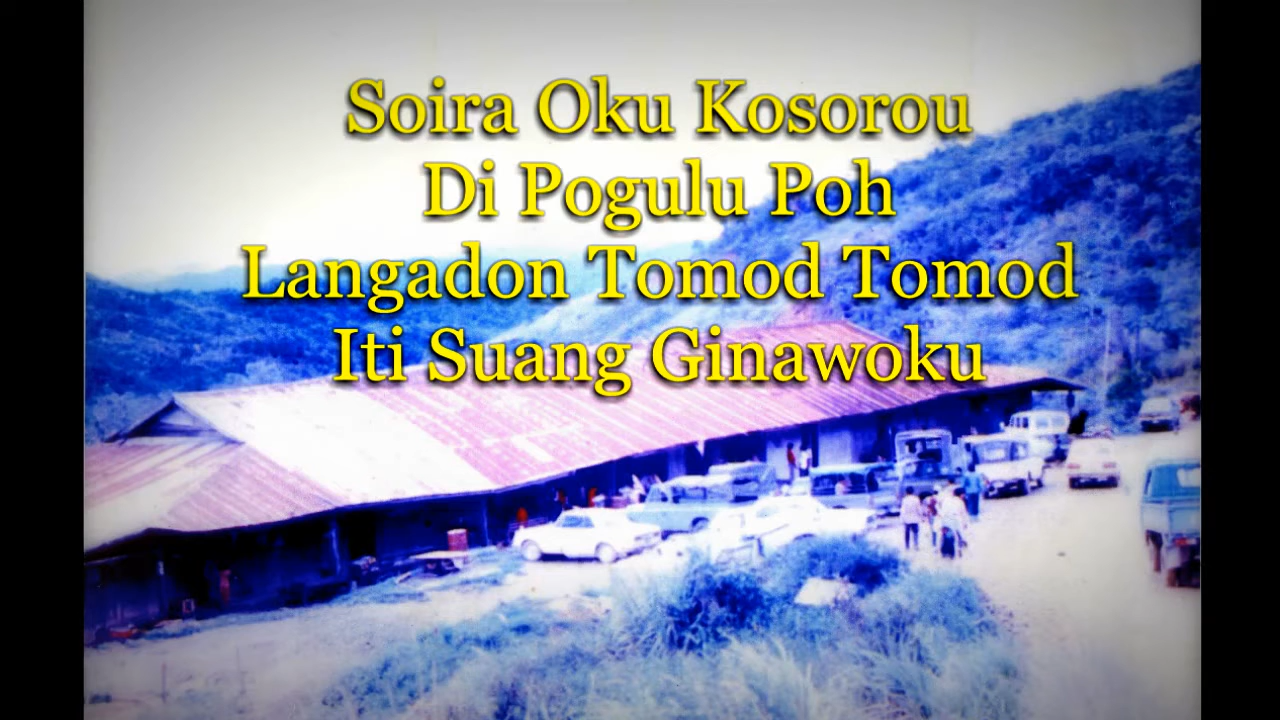 Soira Oku Kosorou
Di Pogulu Poh
Langadon Tomod Tomod
Iti Suang Ginawoku